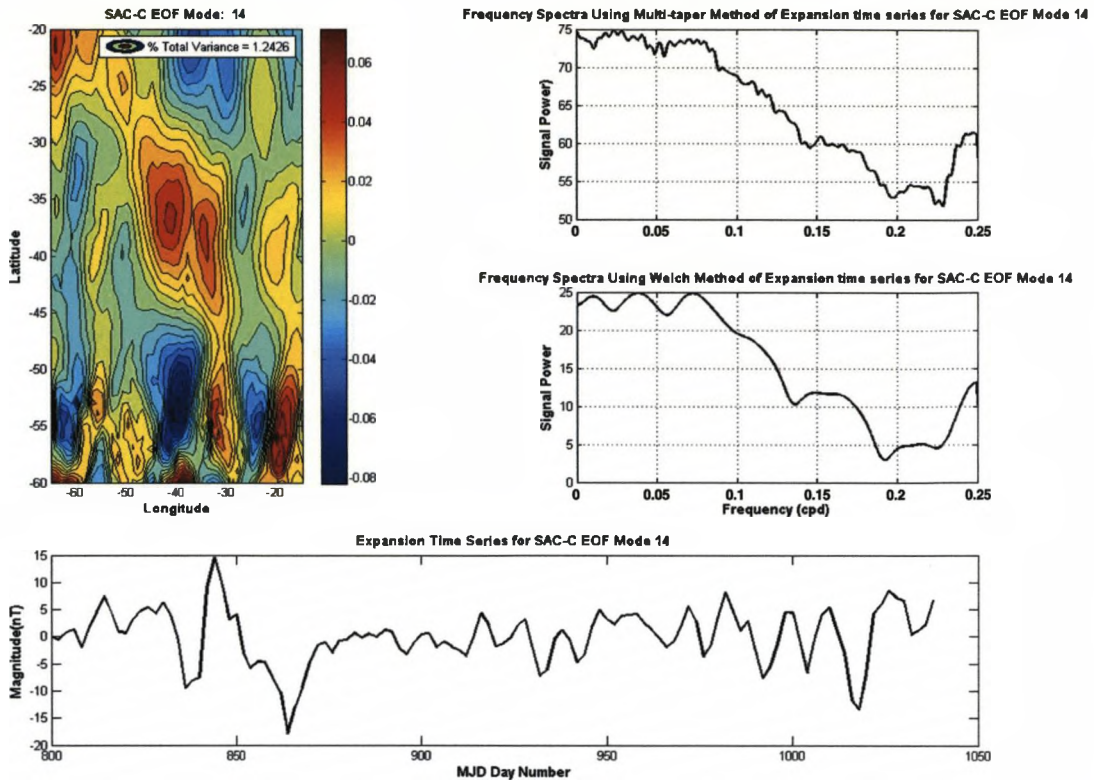 SAC-C EOF Mode: 14
% Total Variance = 1.2426
-20
-25
-30
-35
-40
-45
-50
-55
-60
Latitude
-60 -50 -40 -30 -20
Longitude
0.06
0.04
0.02
0
-0.02
-0.04
-0.06
-0.08
Frequency Spectra Using Multi-taper Method of Expansion time series for SAC-C EOF Mode 14
75
70
65
60
55
50
Signal Power)
0 0.05 0.1 0.15 0.2 0.25
Frequency Spectra Using Welch Method of Expansion time series for SAC-C EOF Mode 14
25
20
15
10
5
0
Signal Power
0 0.05 0.1 0.15 0.2 0.25
Frequency (cpd)
Expansion Time Series for SAC-C EOF Mode 14
15
10
5
0
-5
-10
-15
-20
Magnitude(nT)
800 850 900 950 1000 1050
MJD Day Number